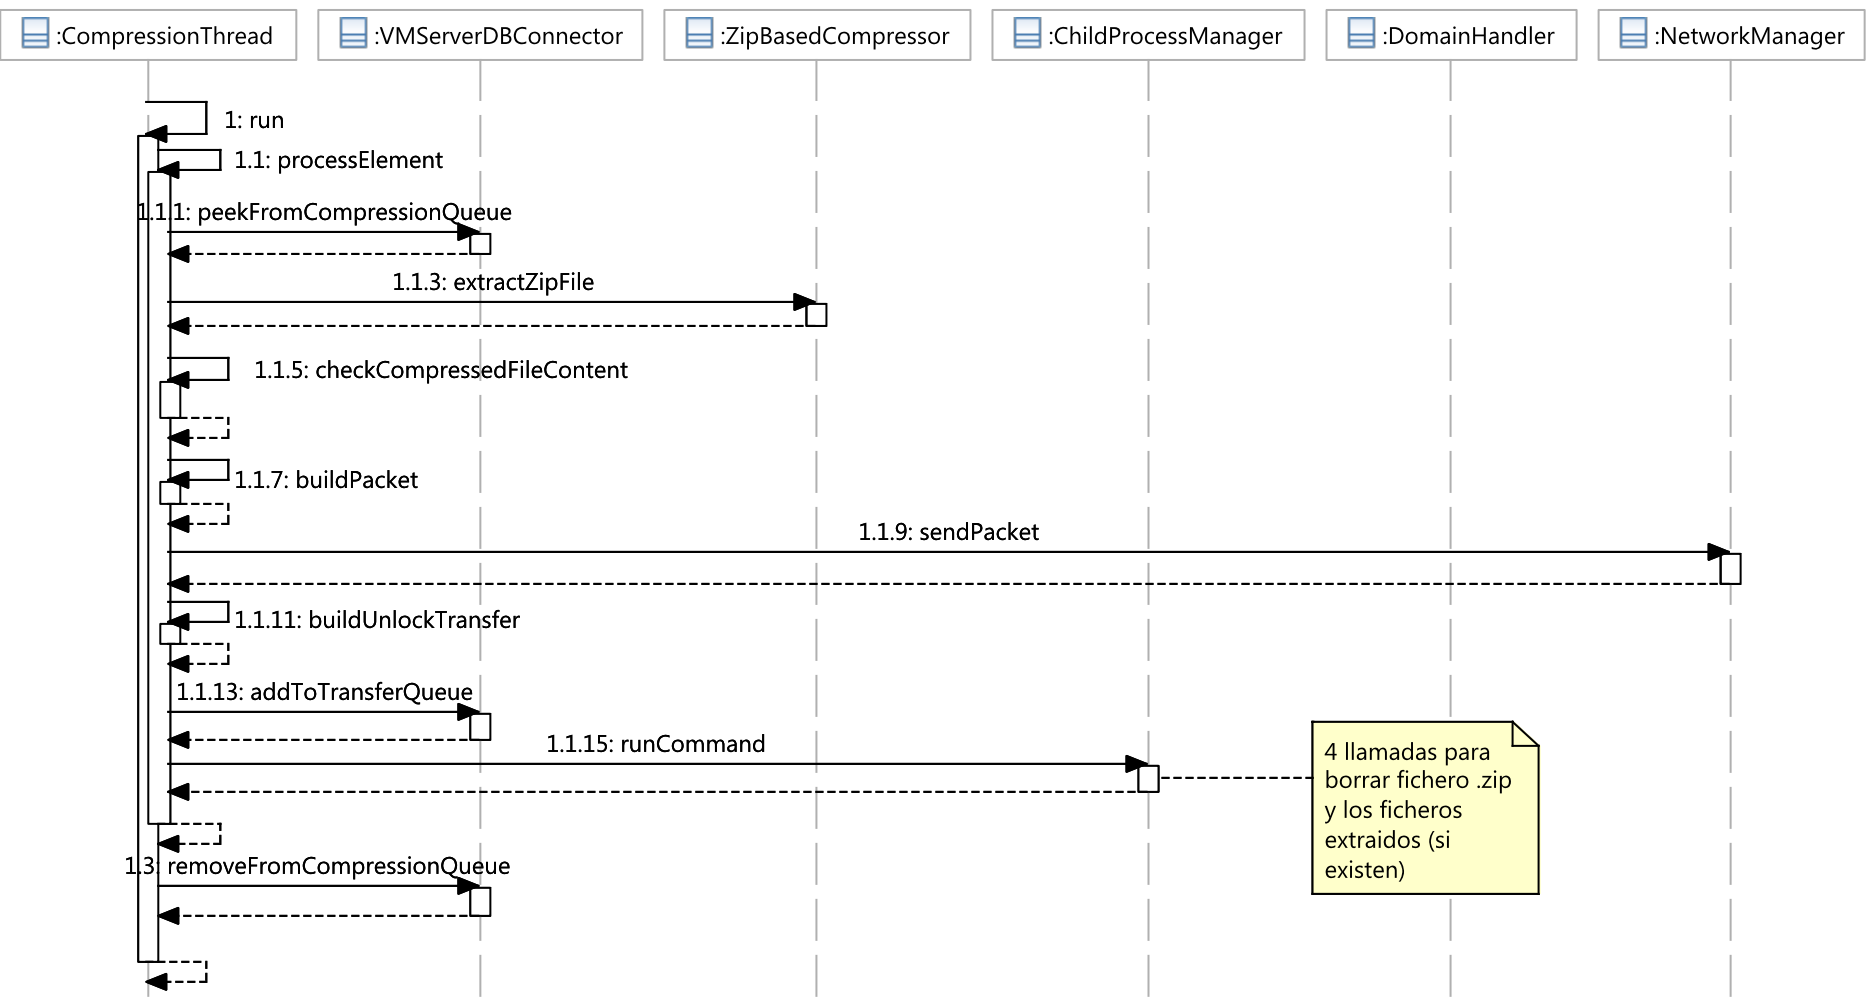 :CompressionThread
:VMServerDBConnector
:ZipBasedCompressor
:ChildProcessManager
:DomainHandler
:NetworkManager
1: run
1.1: processElement
1.1.1: peekFromCompressionQueue
1.1.3: extractZipFile
1.1.5: checkCompressedFileContent
1.1.7: buildPacket
1.1.9: sendPacket
1.1.11: buildUnlockTransfer
1.1.13: addToTransferQueue
1.1.15: runCommand
4 llamadas para
borrar fichero .zip
y los ficheros
extraidos (si
existen)
1.3: removeFromCompressionQueue